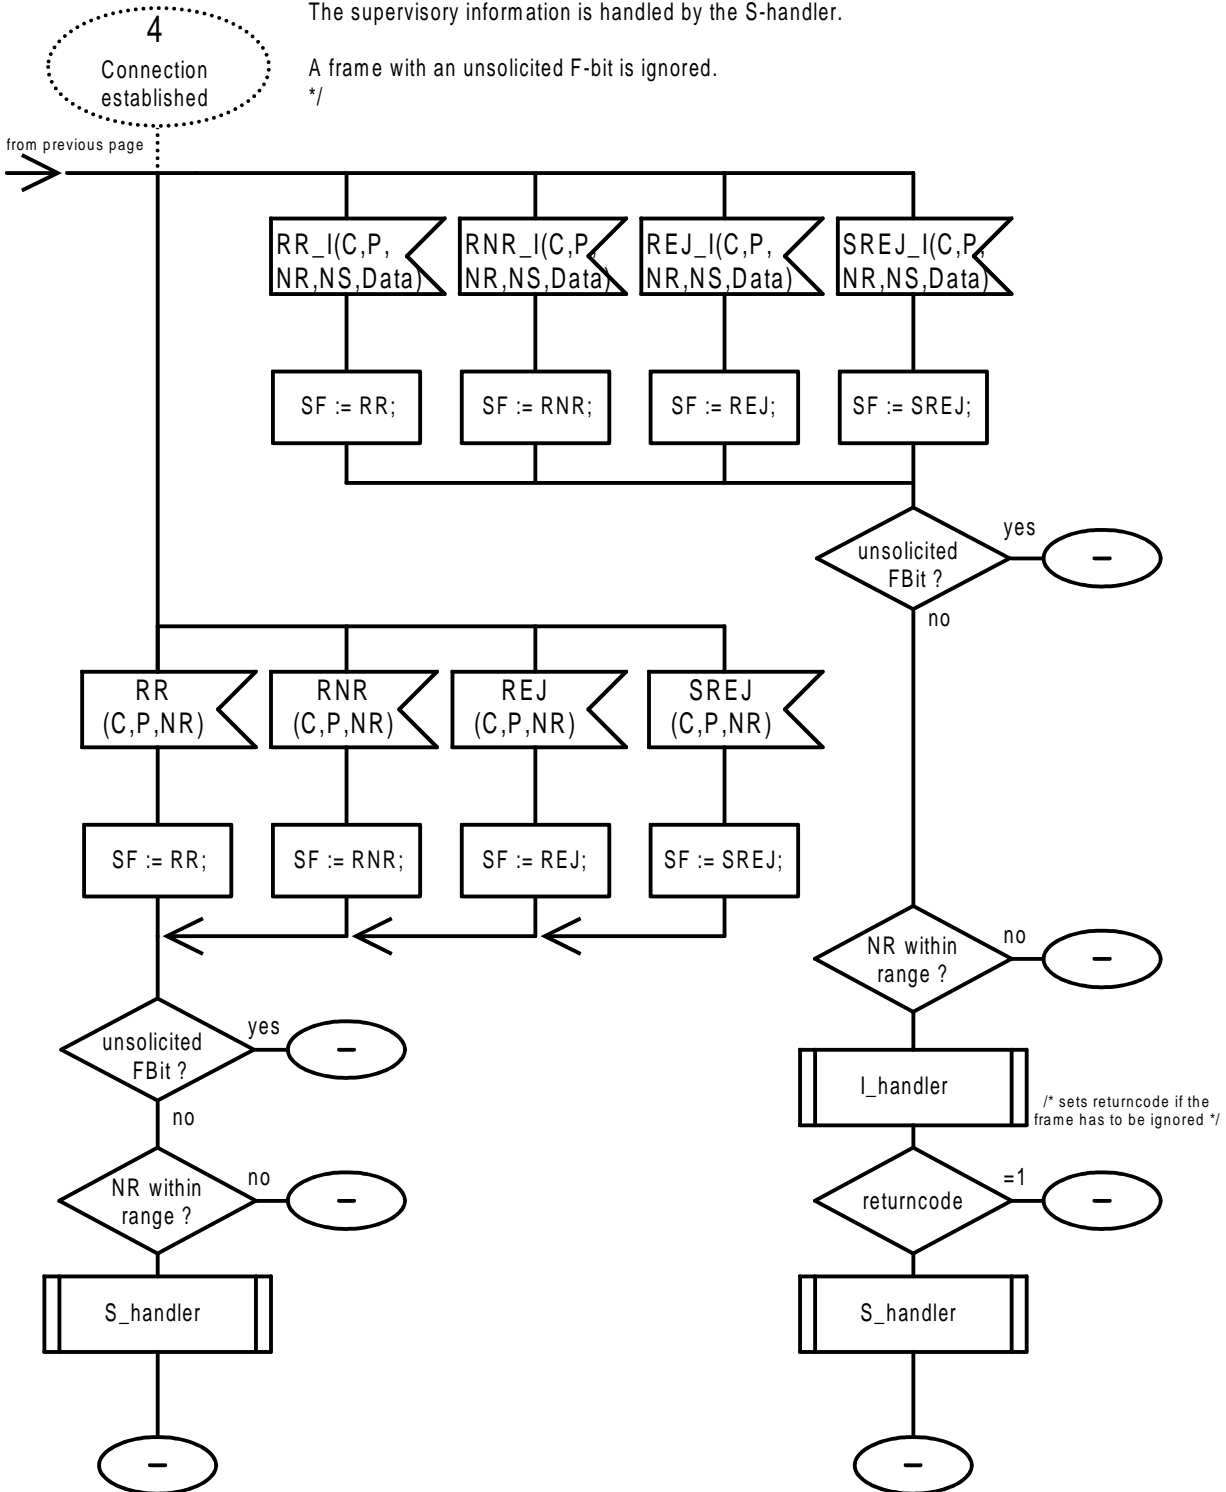 The supervisory information is handled by the S-handler.
A frame with an unsolicited F-bit is ignored.
*/
4
Connection
established
from previous page
RR_I(C,P,
NR,NS,Data)
RNR_I(C,P,
NR,NS,Data)
REJ_I(C,P,
NR,NS,Data)
SREJ_I(C,P,
NR,NS,Data)
SF := RR;
SF := RNR;
SF := REJ;
SF := SREJ;
unsolicited
FBit ?
yes
–
no
RR
(C,P,NR)
RNR
(C,P,NR)
REJ
(C,P,NR)
SREJ
(C,P,NR)
SF := RR;
SF := RNR;
SF := REJ;
SF := SREJ;
NR within
range ?
no
–
unsolicited
FBit ?
yes
–
no
I_handler
/* sets returncode if the
frame has to be ignored */
NR within
range ?
no
–
returncode
=1
–
S_handler
S_handler
–
–